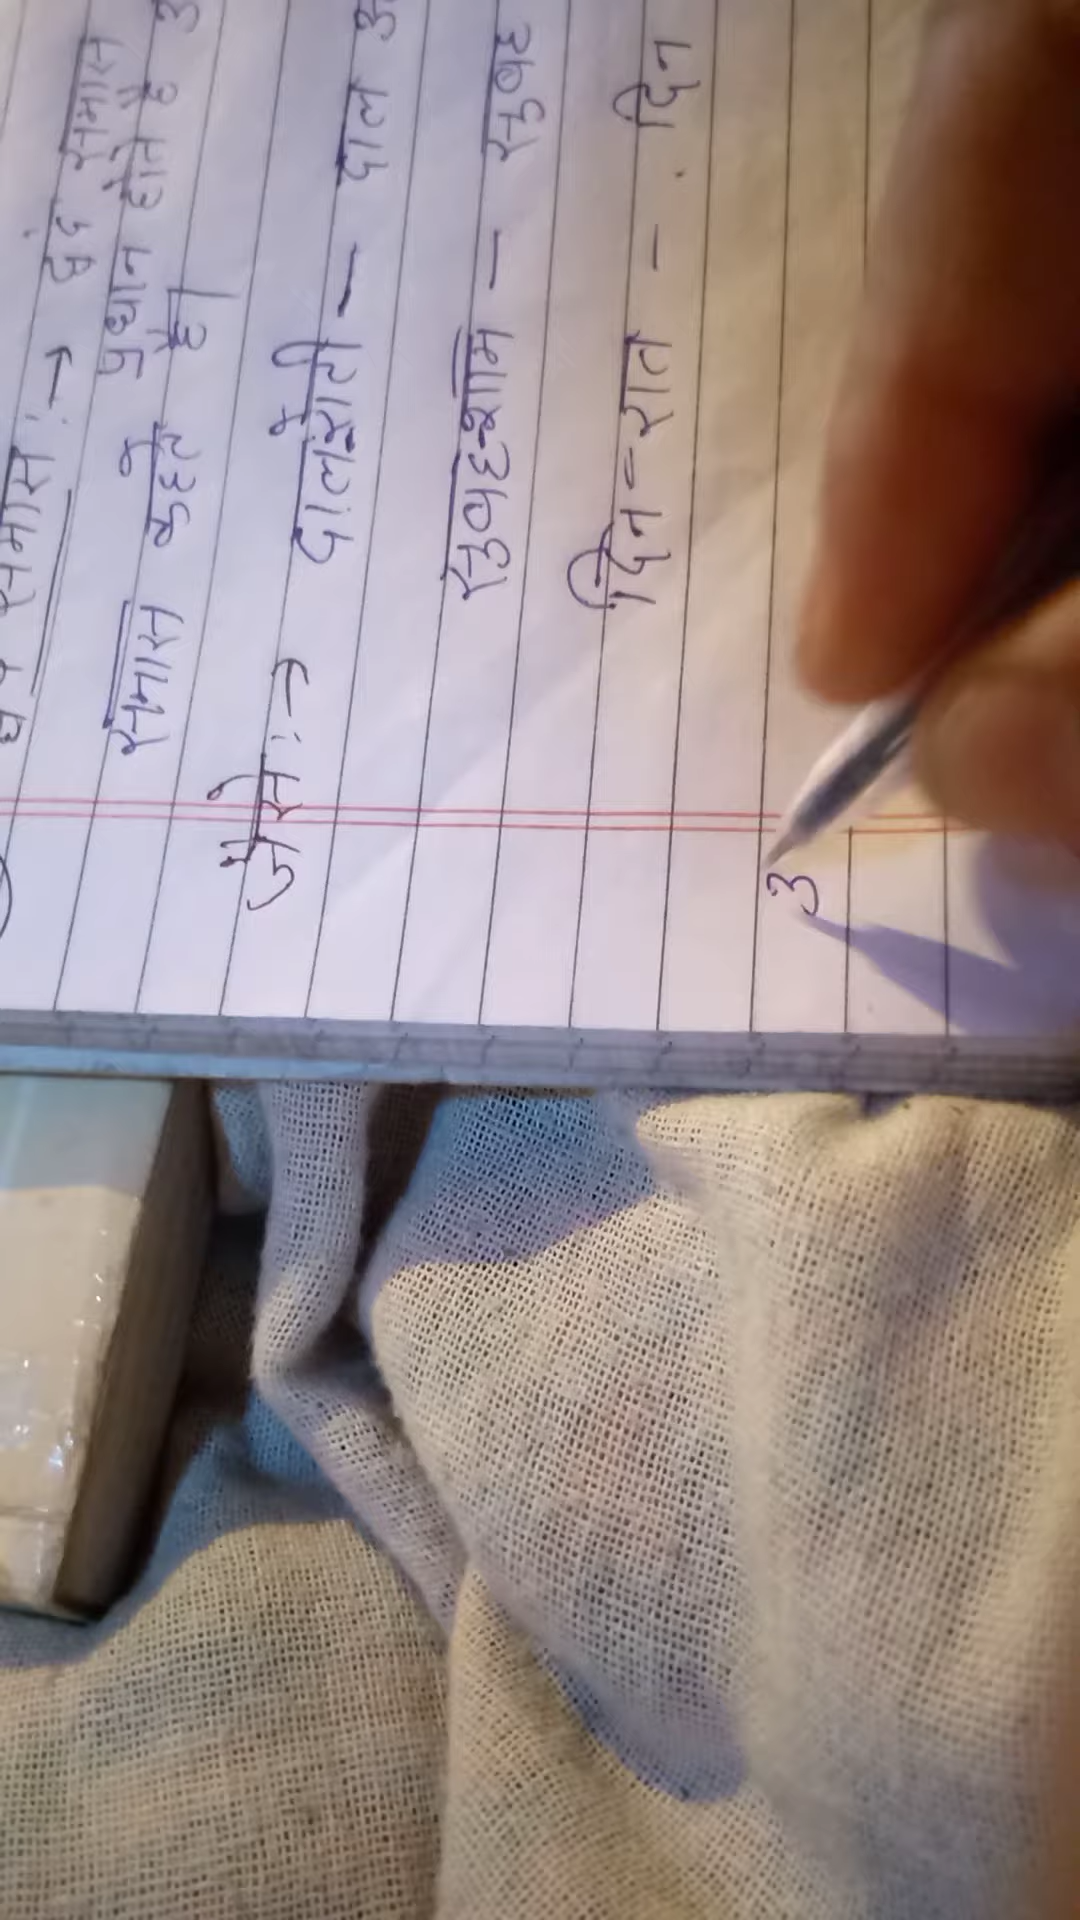 समास :→ द्वंद समास
प्रधान होते है
समास कहते है।
जैसे :→ दालरोटी — दाल
सुबहशाम — सुबह
दिन-रात — दिन
3